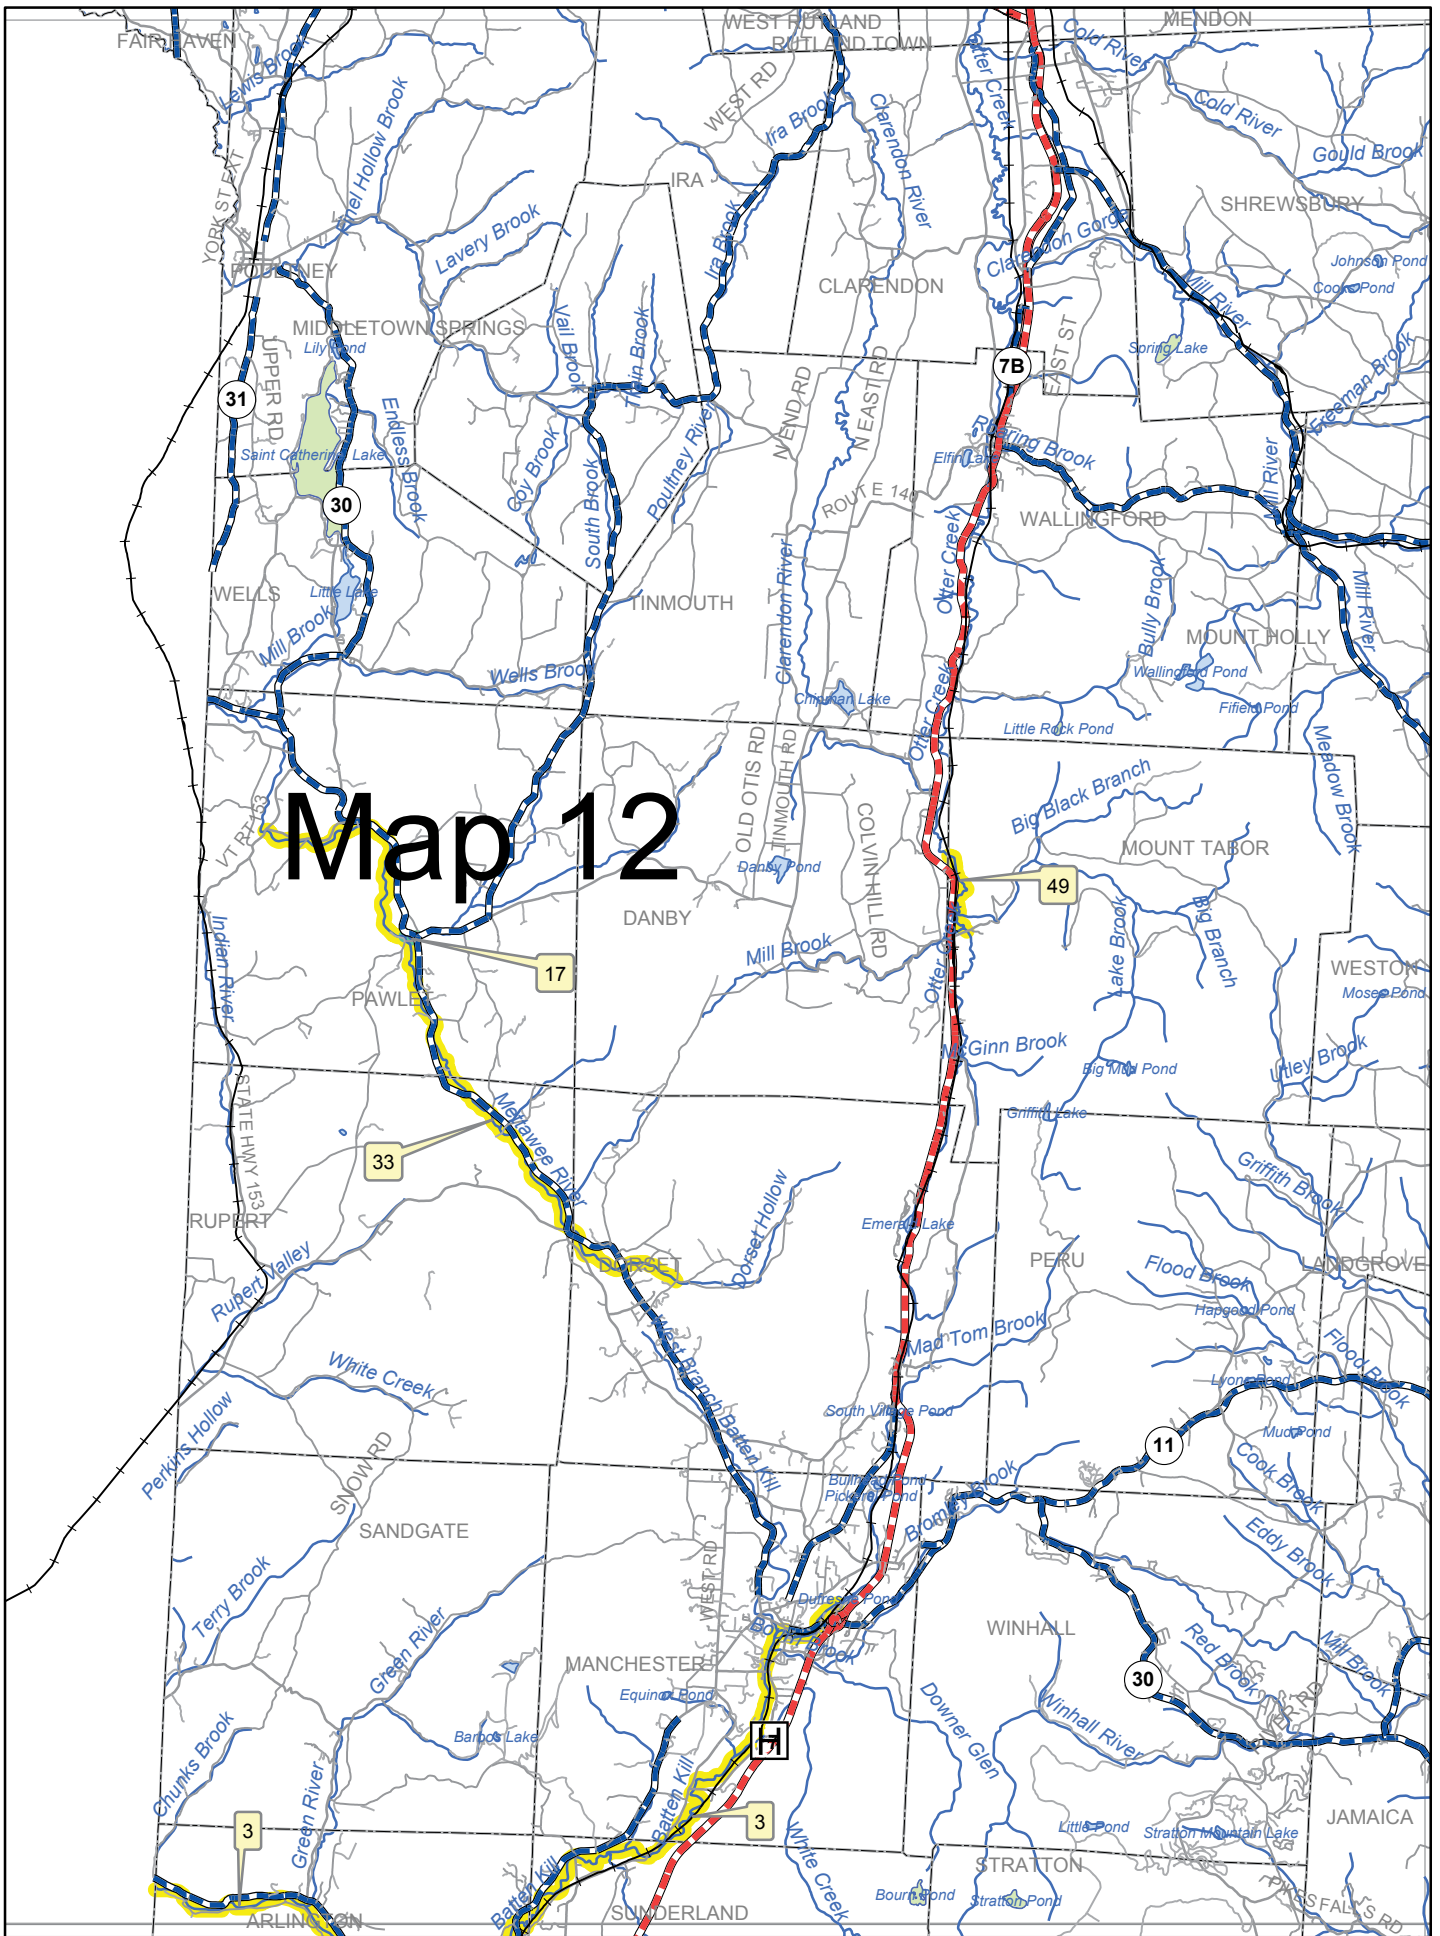 WEST RUTLAND
MENDON
RUTLAND TOWN
Cold River
FAIR HAVEN
Lewis Brook
Otter Creek
WEST RD
Ira Brook
Clarendon River
Cold River
Gould Brook
Finel Hollow Brook
YORK ST EXT
IRA
SHREWSBURY
Lavery Brook
Ira Brook
Clarendon Gorge
POULTNEY
Johnson Pond
Cooks Pond
CLARENDON
Mill River
MIDDLETOWN SPRINGS
Lily Pond
Vail Brook
Spring Lake
7B
EAST ST
Freeman Brook
UPPER RD
31
Endless Brook
N END RD
N EAST RD
Roaring Brook
Elfin Lake
Saint Catherine Lake
Coy Brook
South Brook
Poultney River
ROUTE 140
Mill River
30
WALLINGFORD
Otter Creek
WELLS
Little Lake
TINMOUTH
Clarendon River
Bully Brook
Mill River
Mill Brook
MOUNT HOLLY
Wells Brook
Wallingford Pond
Chipman Lake
Otter Creek
Fifield Pond
Little Rock Pond
Meadow Brook
OLD OTIS RD
TINMOUTH RD
Big Black Branch
VT RT 153
Map 12
COLVIN HILL RD
MOUNT TABOR
Danby Pond
49
DANBY
Lake Brook
Big Branch
Indian River
Mill Brook
17
Otter Creek
WESTON
Moses Pond
PAWLET
McGinn Brook
Utley Brook
Big Mud Pond
STATE HWY 153
Mettawee River
Griffith Lake
33
Griffith Brook
RUPERT
Dorset Hollow
Emerald Lake
Rupert Valley
DORSET
PERU
LANDGROVE
Flood Brook
Hapgood Pond
West Branch Batten Kill
Mad Tom Brook
Flood Brook
White Creek
Lyons Pond
Perkins Hollow
South Village Pond
Mud Pond
11
SNOW RD
Cook Brook
Bullhead Pond
Pickerel Pond
Bromley Brook
SANDGATE
Eddy Brook
WEST RD
Terry Brook
Dufresne Pond
Green River
WINHALL
Bourn Brook
Red Brook
Mill Brook
MANCHESTER
30
Equinox Pond
Downer Glen
Winhall River
Chunks Brook
Barbos Lake
H
Batten Kill
Green River
3
3
White Creek
Little Pond
Stratton Mountain Lake
JAMAICA
STRATTON
Batten Kill
Bourn Pond
Stratton Pond
PIKES FALLS RD
ARLINGTON
SUNDERLAND